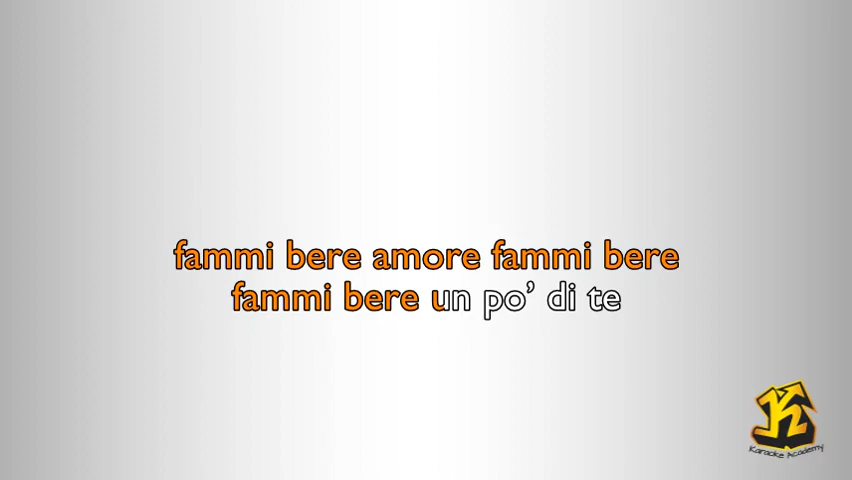 fammi bere amore fammi bere
fammi bere un po’ di te
K
Karaoke Academy